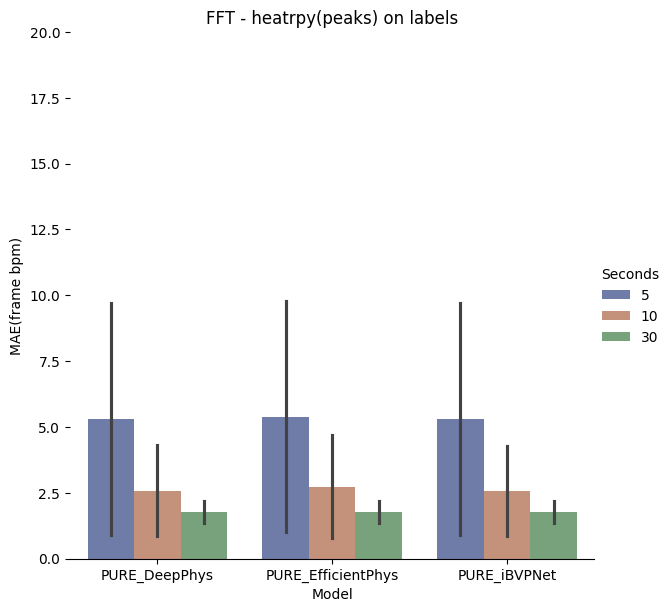 FFT - heatrpy(peaks) on labels
20.0
17.5
15.0
12.5
10.0
7.5
5.0
2.5
0.0
MAE(frame bpm)
PURE_DeepPhys
PURE_EfficientPhys
PURE_iBVPNet
Model
Seconds
5
10
30